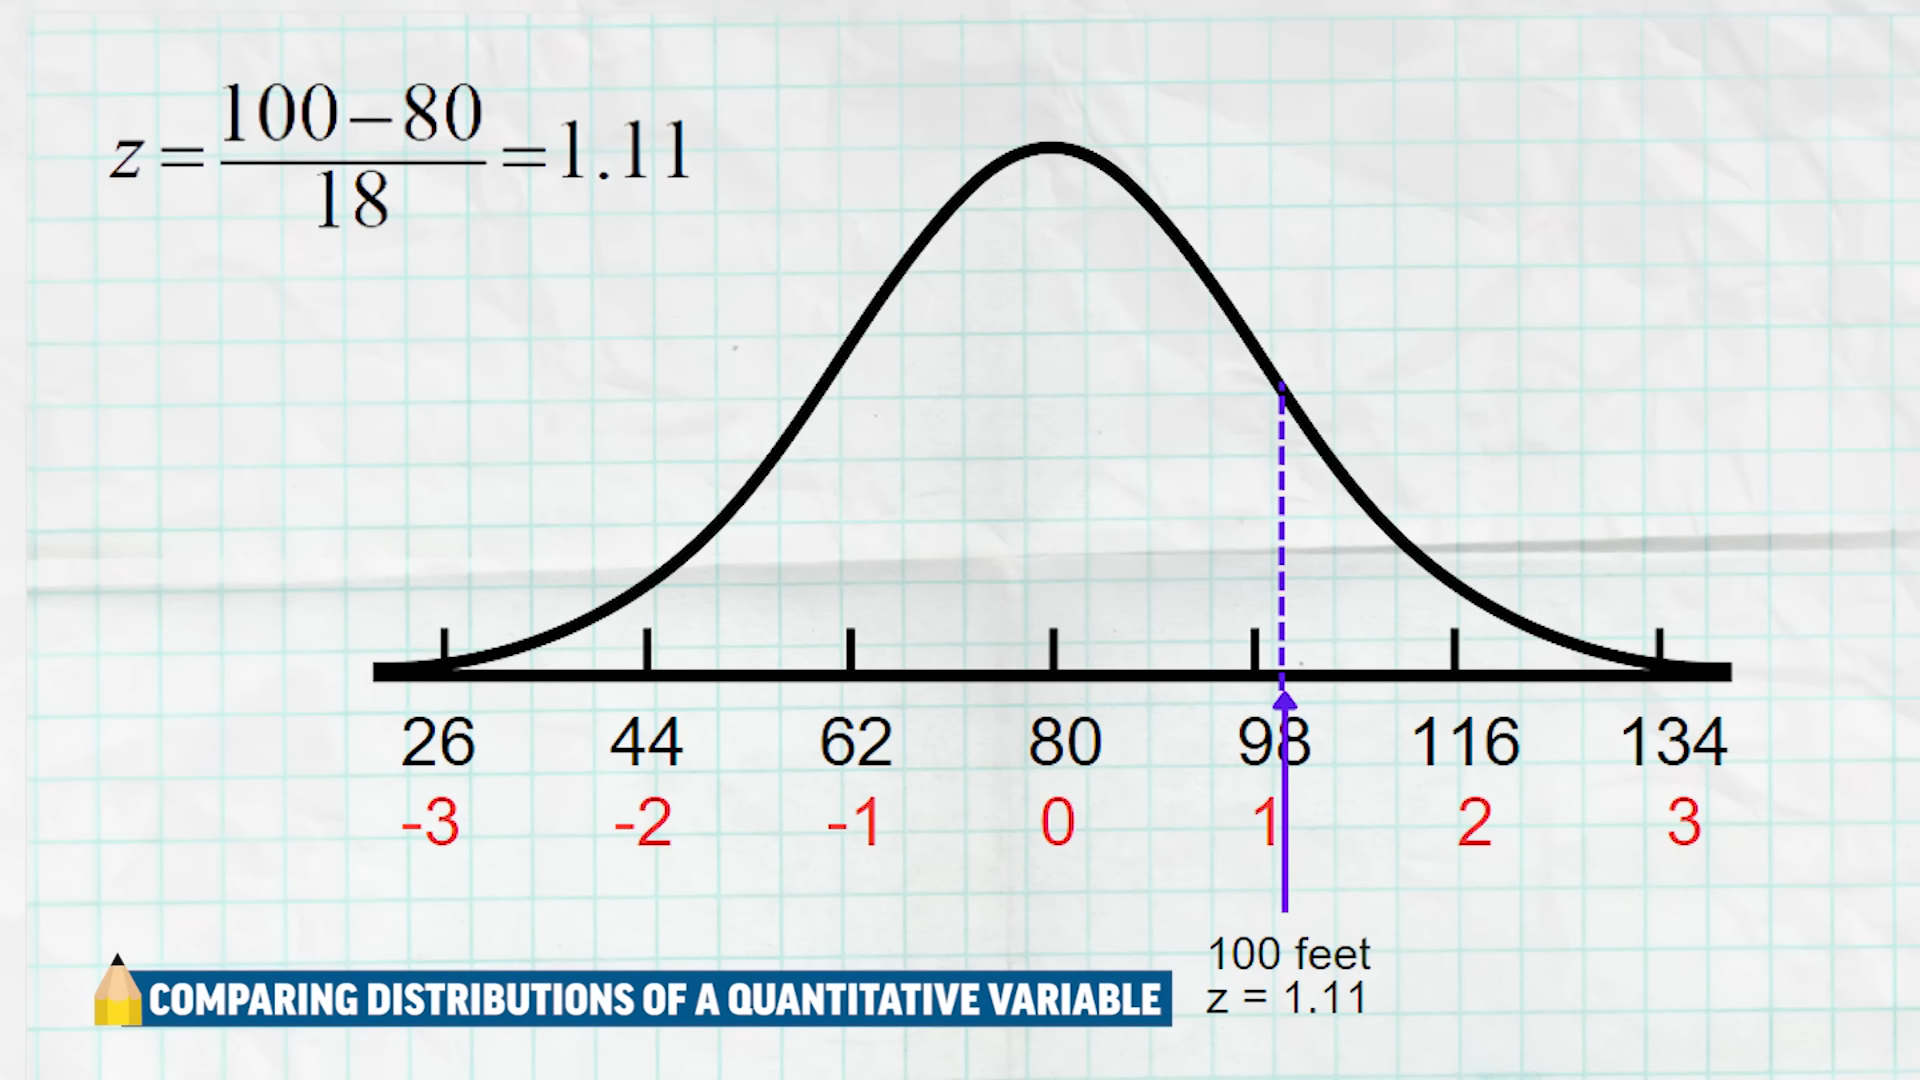 z = 100 – 80 / 18 = 1.11
26 44 62 80 98 116 134
-3 -2 -1 0 1 2 3
100 feet
z = 1.11
COMPARING DISTRIBUTIONS OF A QUANTITATIVE VARIABLE